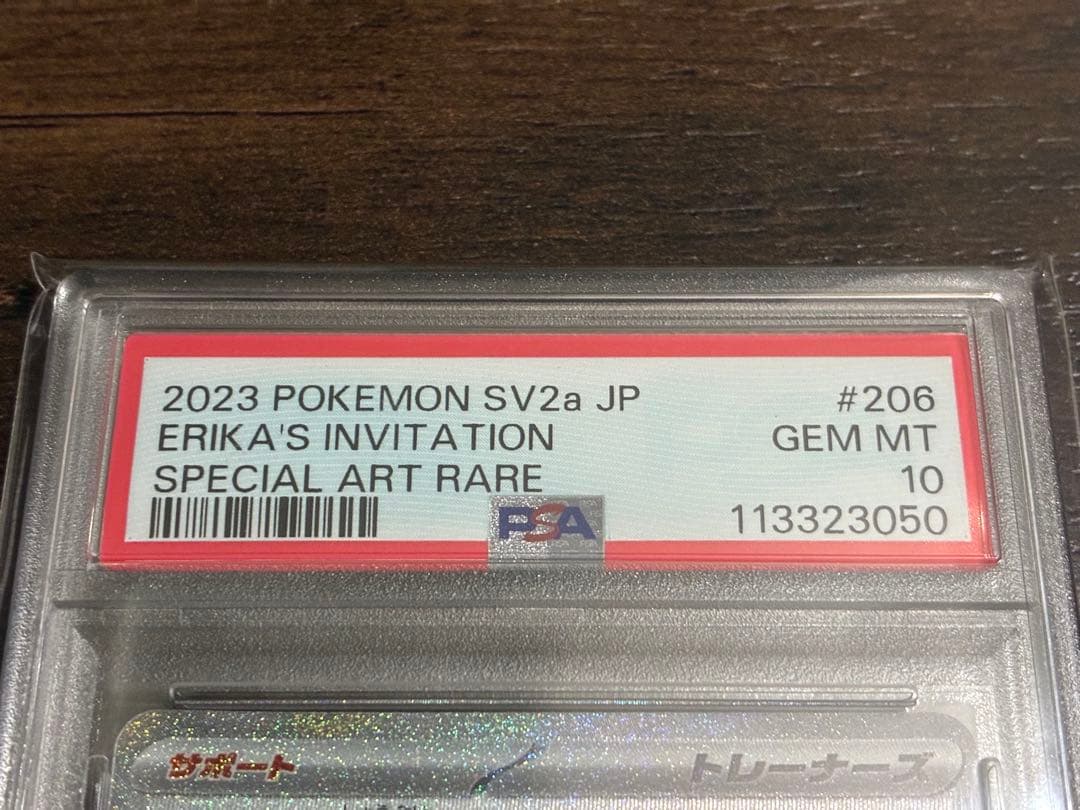 2023 POKEMON SV2a JP #206
ERIKA'S INVITATION GEM MT
SPECIAL ART RARE 10
PSA 113323050
サポート トレーナーズ